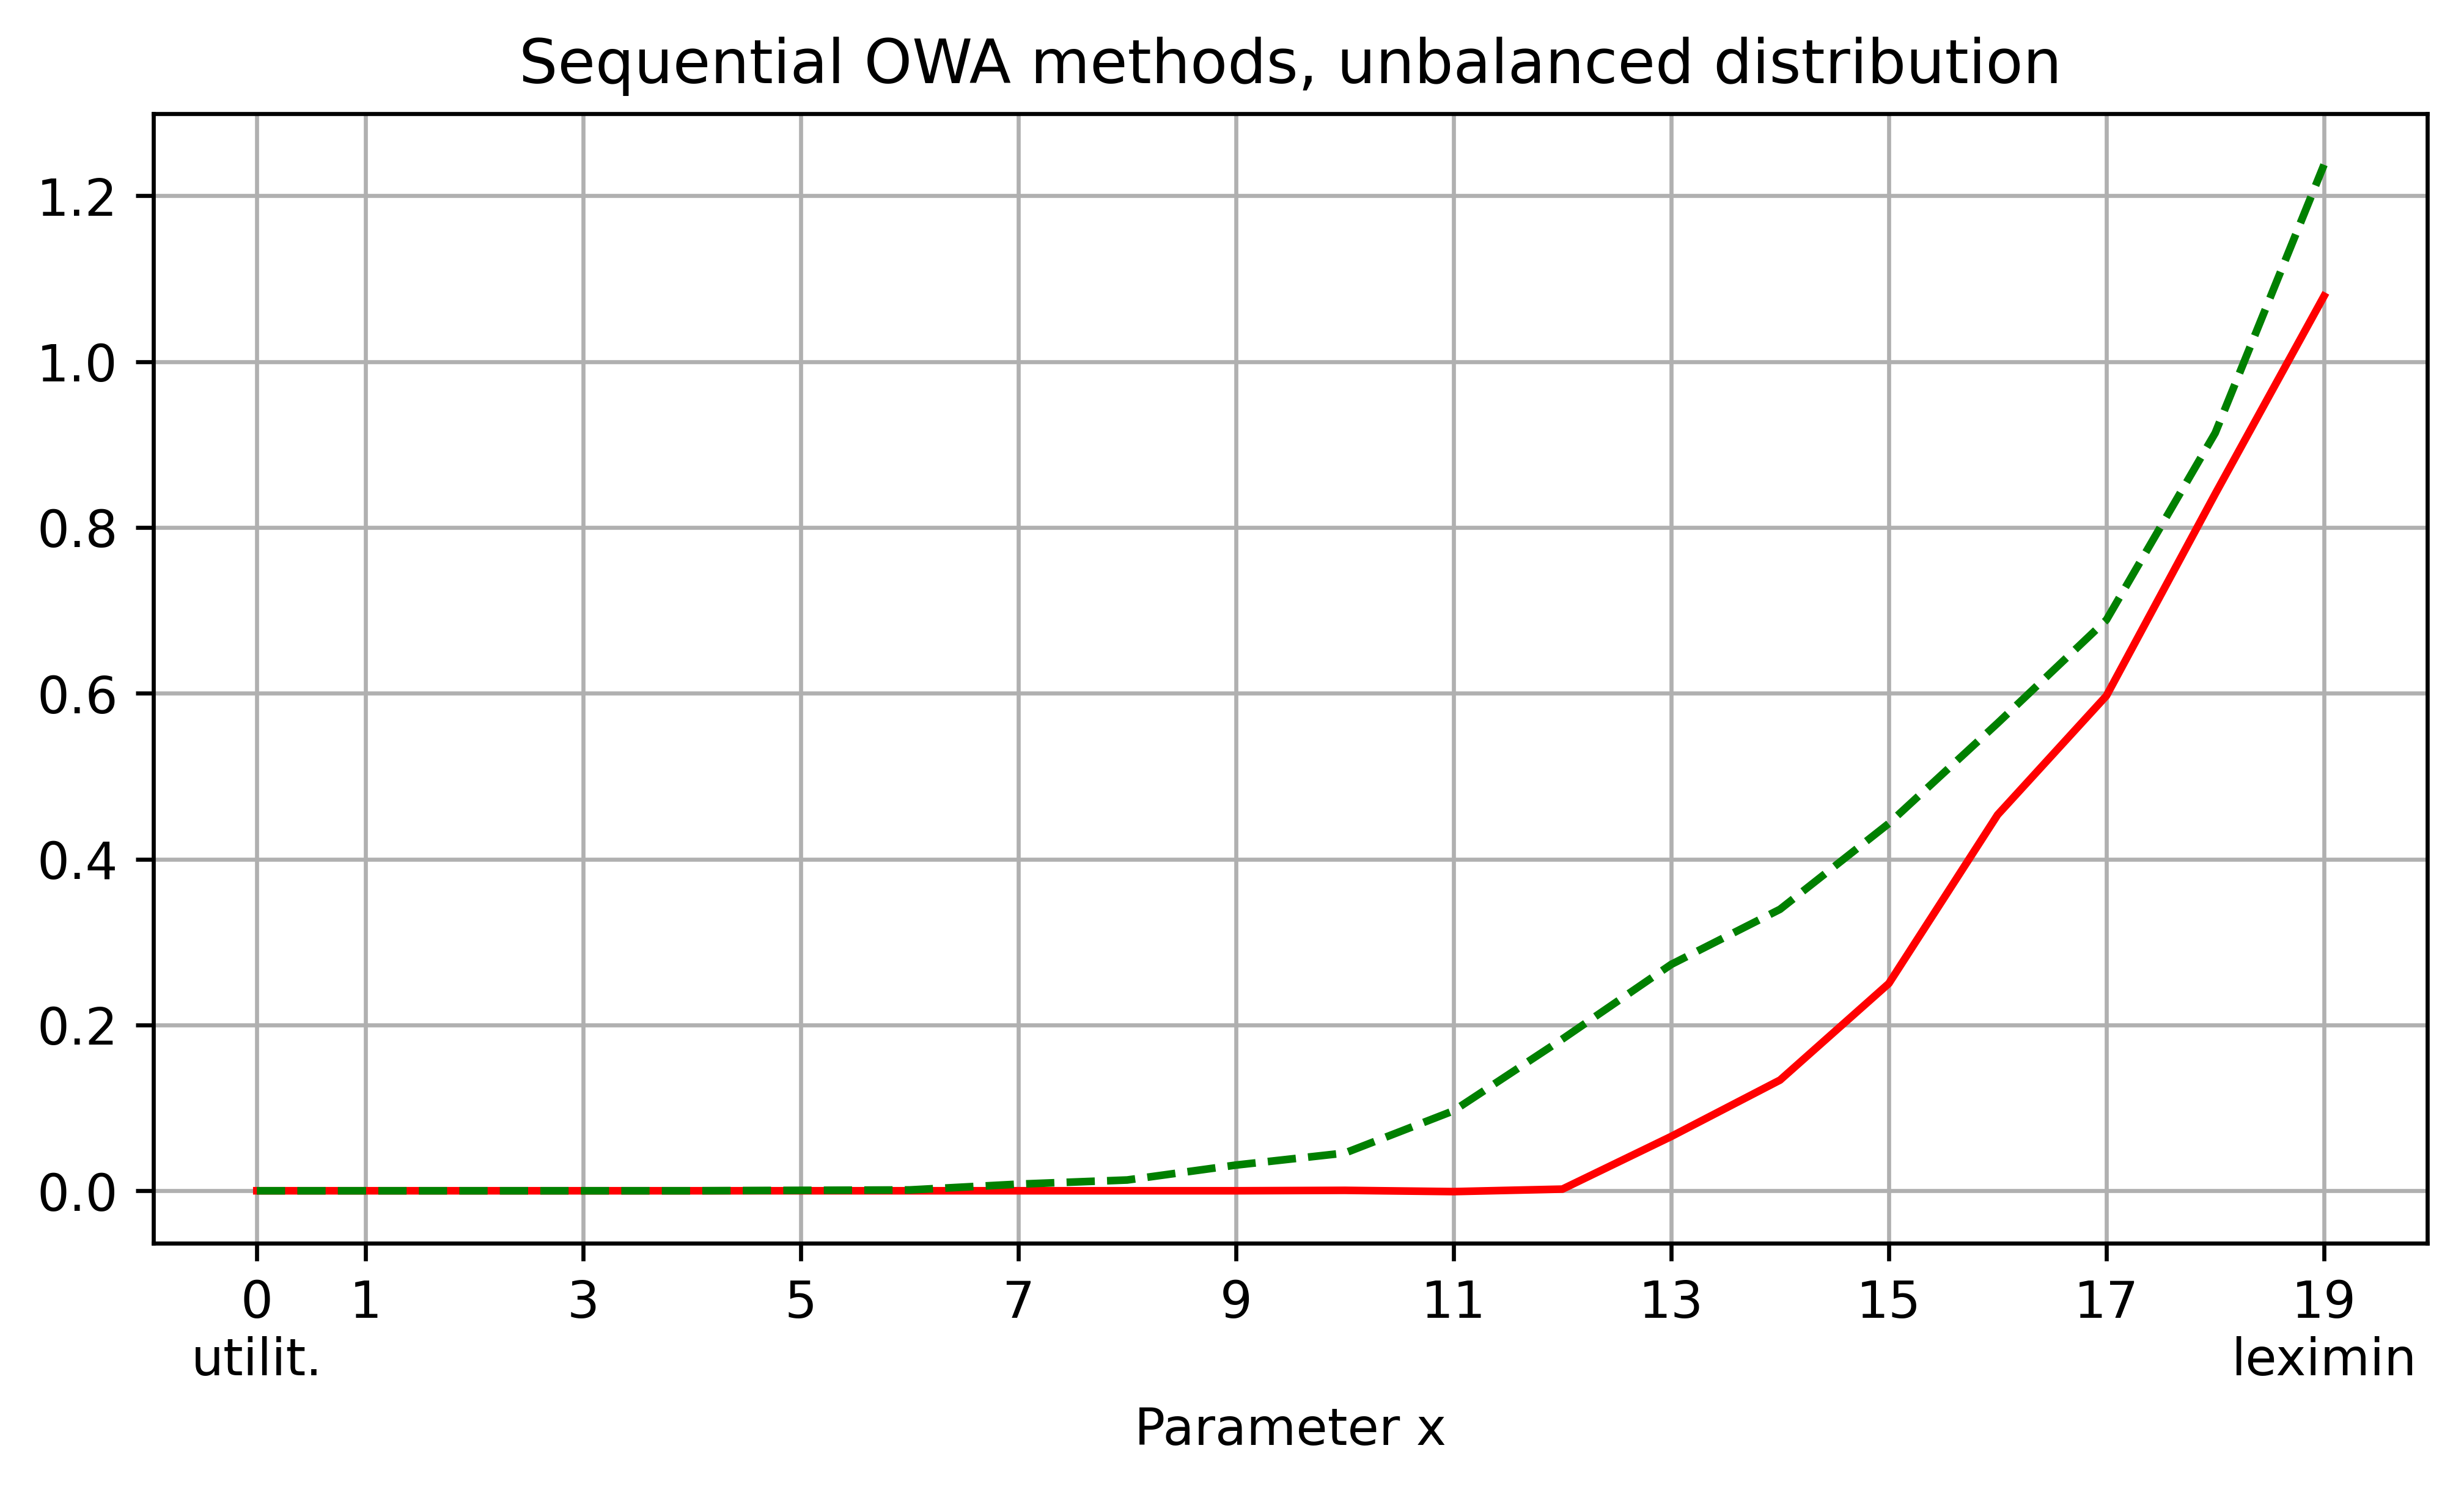 Sequential OWA methods, unbalanced distribution
1.2
1.0
0.8
0.6
0.4
0.2
0.0
0 1 3 5 7 9 11 13 15 17 19
utilit. leximin
Parameter x